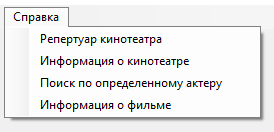 Справка
Репертуар кинотеатра
Информация о кинотеатре
Поиск по определенному актеру
Информация о фильме